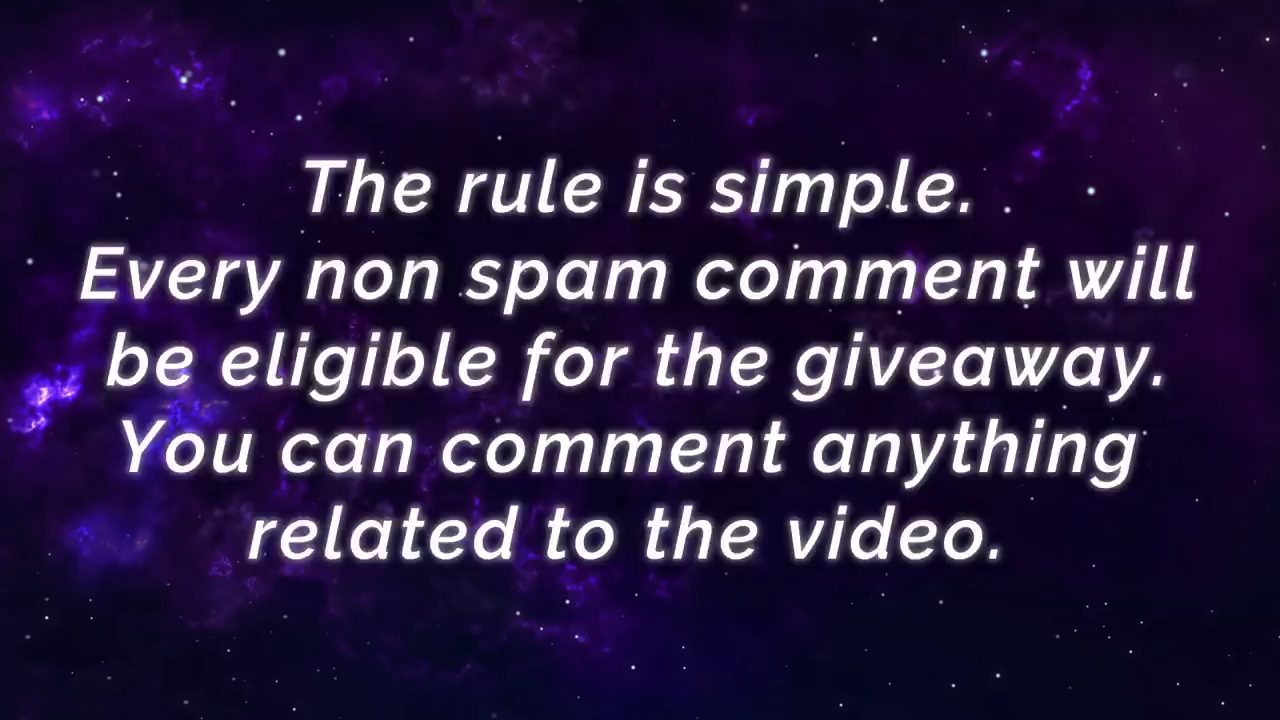 The rule is simple.
Every non spam comment will
be eligible for the giveaway.
You can comment anything
related to the video.